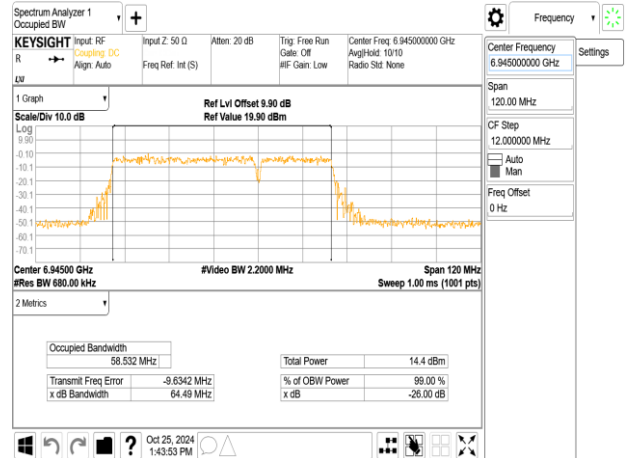 Spectrum Analyzer 1
Occupied BW
Frequency
KEYSIGHT
R
Input: RF
Coupling: DC
Align: Auto
Input Z: 50 Ω
Freq Ref: Int (S)
Atten: 20 dB
Trig: Free Run
Gate: Off
#IF Gain: Low
Center Freq: 6.945000000 GHz
Avg|Hold: 10/10
Radio Std: None
Center Frequency
6.945000000 GHz
Settings
Span
120.00 MHz
CF Step
12.000000 MHz
Auto
Man
Freq Offset
0 Hz
1 Graph
Scale/Div 10.0 dB
Ref Lvl Offset 9.90 dB
Ref Value 19.90 dBm
Log
9.90
-0.10
-10.1
-20.1
-30.1
-40.1
-50.1
-60.1
-70.1
Center 6.94500 GHz
#Video BW 2.2000 MHz
Span 120 MHz
#Res BW 680.00 kHz
Sweep 1.00 ms (1001 pts)
2 Metrics
Occupied Bandwidth
58.532 MHz
Total Power 14.4 dBm
Transmit Freq Error -9.6342 MHz
% of OBW Power 99.00 %
x dB Bandwidth 64.49 MHz
x dB -26.00 dB
?
Oct 25, 2024
1:43:53 PM